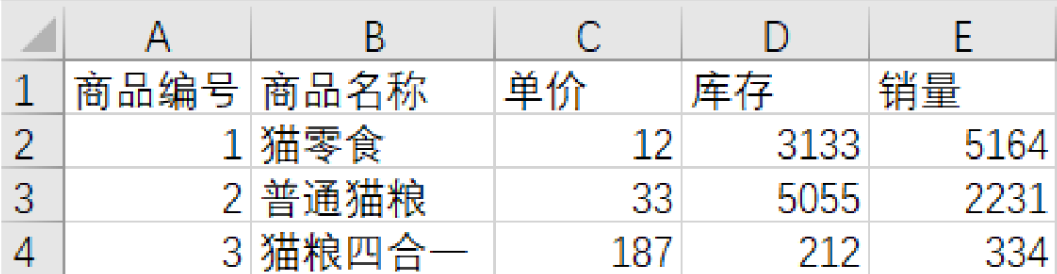 A B C D E
1 商品编号 商品名称 单价 库存 销量
2 1 猫零食 12 3133 5164
3 2 普通猫粮 33 5055 2231
4 3 猫粮四合一 187 212 334